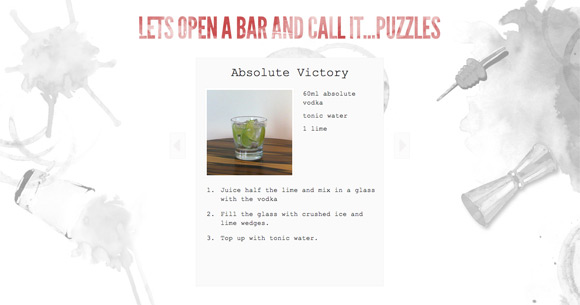 LETS OPEN A BAR AND CALL IT...PUZZLES
Absolute Victory
60ml absolute
vodka
tonic water
1 lime
1. Juice half the lime and mix in a glass
with the vodka
2. Fill the glass with crushed ice and
lime wedges.
3. Top up with tonic water.